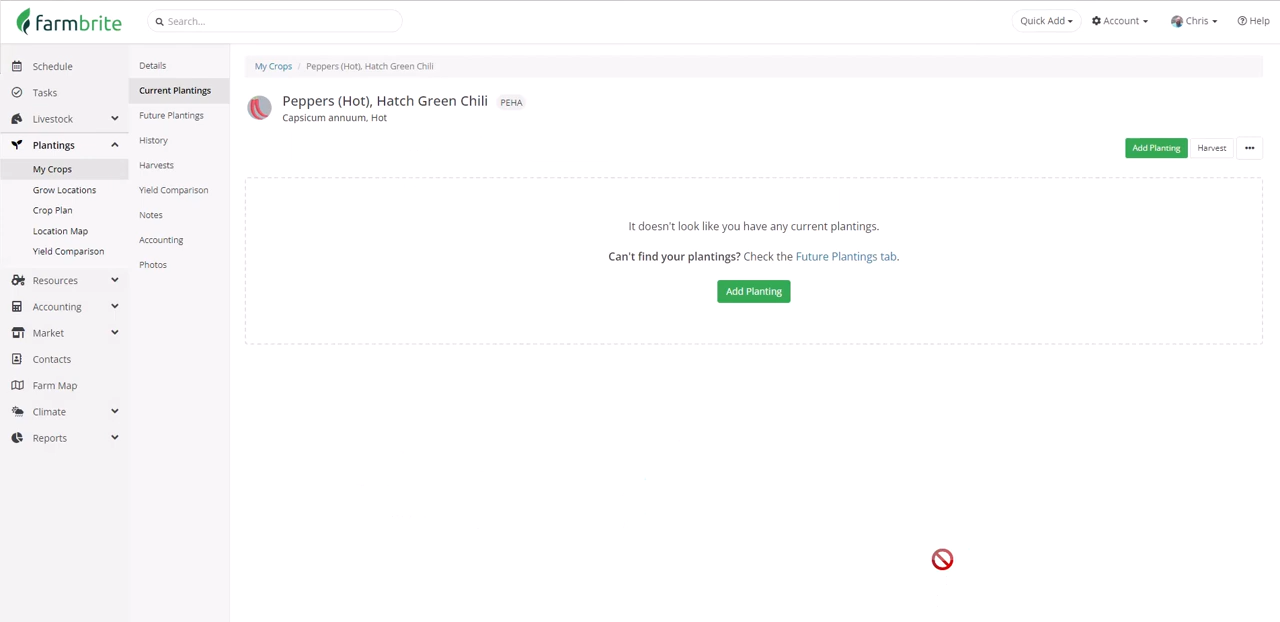 farmbrite
Search...
Quick Add
Account
Chris
Help
Schedule
Tasks
Livestock
Plantings
My Crops
Grow Locations
Crop Plan
Location Map
Yield Comparison
Resources
Accounting
Market
Contacts
Farm Map
Climate
Reports
Details
Current Plantings
Future Plantings
History
Harvests
Yield Comparison
Notes
Accounting
Photos
My Crops / Peppers (Hot), Hatch Green Chili
Peppers (Hot), Hatch Green Chili PEHA
Capsicum annuum, Hot
Add Planting Harvest •••
It doesn't look like you have any current plantings.
Can't find your plantings? Check the Future Plantings tab.
Add Planting